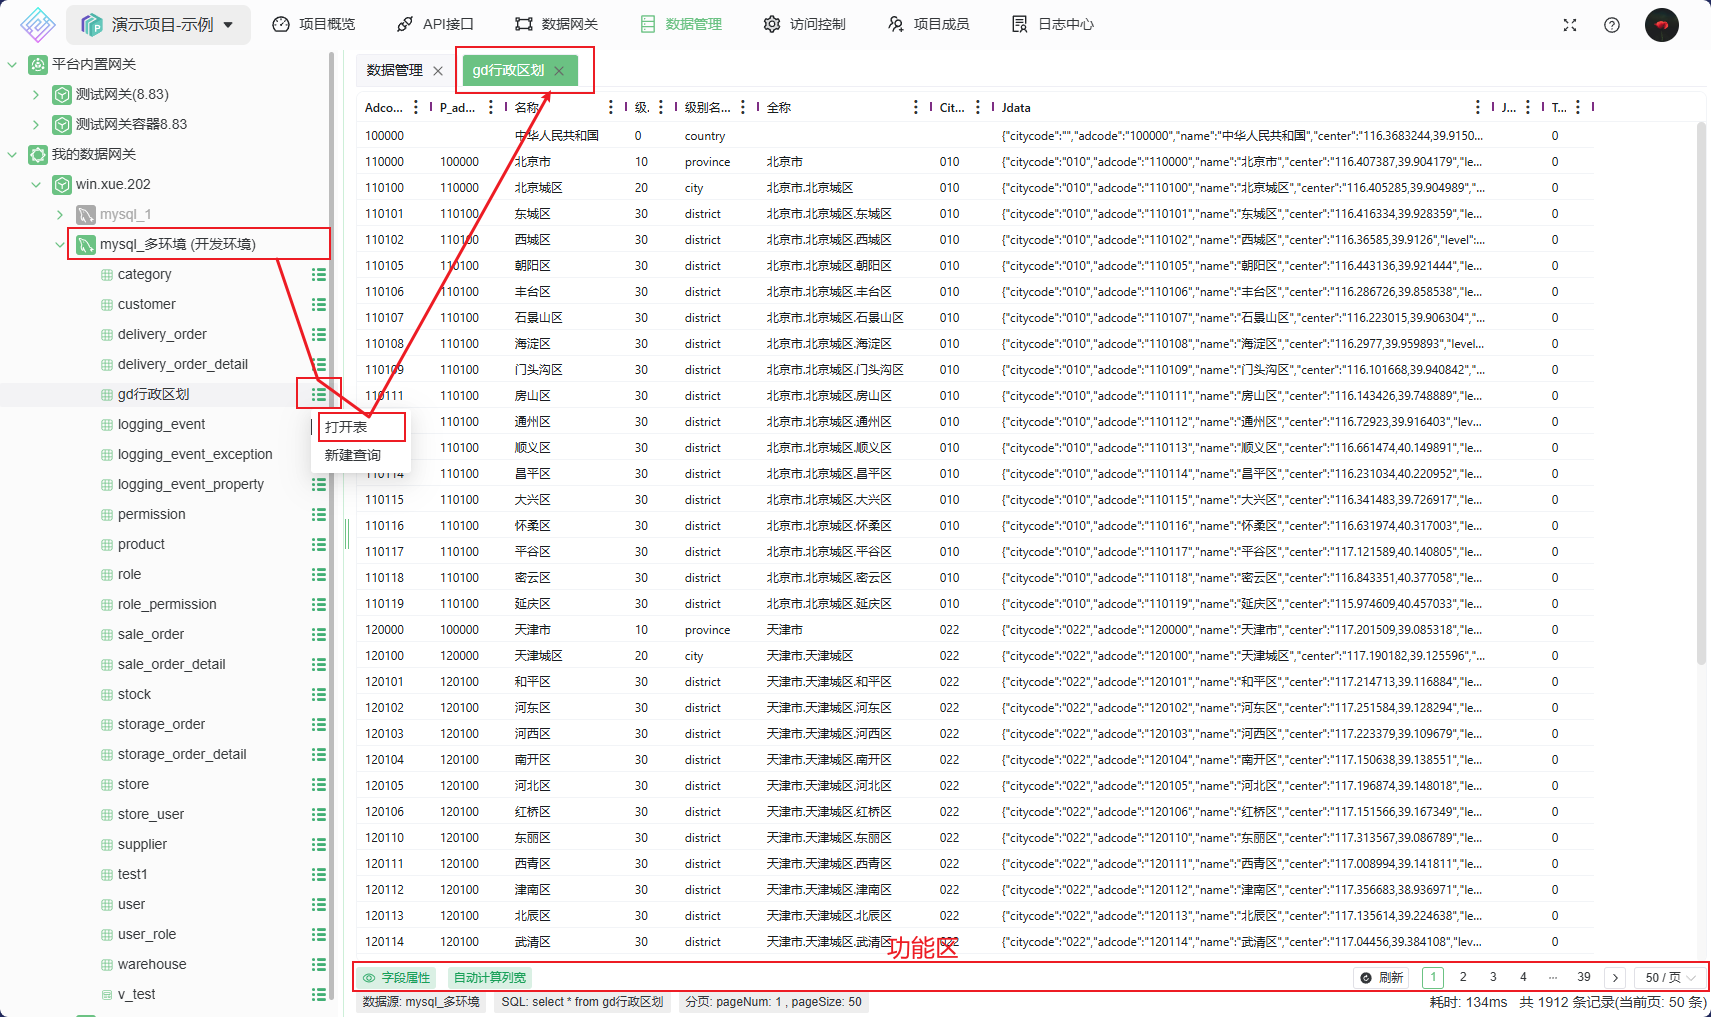 演示项目-示例
项目概览
API接口
数据网关
数据管理
访问控制
项目成员
日志中心
平台内置网关
测试网关(8.83)
测试网关容器8.83
我的数据网关
win.xue.202
mysql_1
mysql_多环境 (开发环境)
category
customer
delivery_order
delivery_order_detail
gd行政区划
logging_event
logging_event_exception
logging_event_property
permission
product
role
role_permission
sale_order
sale_order_detail
stock
storage_order
storage_order_detail
store
store_user
supplier
test1
user
user_role
warehouse
v_test
打开表
新建查询
数据管理
gd行政区划
Adco... P_ad... 名称 级. 级别名... 全称 Cit... Jdata J... T...
100000 中华人民共和国 0 country {"citycode":"","adcode":"100000","name":"中华人民共和国","center":"116.3683244,39.9150... 0
110000 100000 北京市 10 province 北京市 010 {"citycode":"010","adcode":"110000","name":"北京市","center":"116.407387,39.904179","le... 0
110100 110000 北京城区 20 city 北京市.北京城区 010 {"citycode":"010","adcode":"110100","name":"北京城区","center":"116.405285,39.904989","... 0
110101 110100 东城区 30 district 北京市.北京城区.东城区 010 {"citycode":"010","adcode":"110101","name":"东城区","center":"116.416334,39.928359","le... 0
110102 110100 西城区 30 district 北京市.北京城区.西城区 010 {"citycode":"010","adcode":"110102","name":"西城区","center":"116.36585,39.9126","level":... 0
110105 110100 朝阳区 30 district 北京市.北京城区.朝阳区 010 {"citycode":"010","adcode":"110105","name":"朝阳区","center":"116.443136,39.921444","le... 0
110106 110100 丰台区 30 district 北京市.北京城区.丰台区 010 {"citycode":"010","adcode":"110106","name":"丰台区","center":"116.286726,39.858538","le... 0
110107 110100 石景山区 30 district 北京市.北京城区.石景山区 010 {"citycode":"010","adcode":"110107","name":"石景山区","center":"116.223015,39.906304","... 0
110108 110100 海淀区 30 district 北京市.北京城区.海淀区 010 {"citycode":"010","adcode":"110108","name":"海淀区","center":"116.2977,39.959893","level... 0
110109 110100 门头沟区 30 district 北京市.北京城区.门头沟区 010 {"citycode":"010","adcode":"110109","name":"门头沟区","center":"116.101668,39.940842","... 0
110111 110100 房山区 30 district 北京市.北京城区.房山区 010 {"citycode":"010","adcode":"110111","name":"房山区","center":"116.143426,39.748889","le... 0
110100 通州区 30 district 北京市.北京城区.通州区 010 {"citycode":"010","adcode":"110112","name":"通州区","center":"116.72923,39.916403","lev... 0
110100 顺义区 30 district 北京市.北京城区.顺义区 010 {"citycode":"010","adcode":"110113","name":"顺义区","center":"116.661474,40.149891","le... 0
110114 110100 昌平区 30 district 北京市.北京城区.昌平区 010 {"citycode":"010","adcode":"110114","name":"昌平区","center":"116.231034,40.220952","le... 0
110115 110100 大兴区 30 district 北京市.北京城区.大兴区 010 {"citycode":"010","adcode":"110115","name":"大兴区","center":"116.341483,39.726917","le... 0
110116 110100 怀柔区 30 district 北京市.北京城区.怀柔区 010 {"citycode":"010","adcode":"110116","name":"怀柔区","center":"116.631974,40.317003","le... 0
110117 110100 平谷区 30 district 北京市.北京城区.平谷区 010 {"citycode":"010","adcode":"110117","name":"平谷区","center":"117.121589,40.140805","le... 0
110118 110100 密云区 30 district 北京市.北京城区.密云区 010 {"citycode":"010","adcode":"110118","name":"密云区","center":"116.843351,40.377058","le... 0
110119 110100 延庆区 30 district 北京市.北京城区.延庆区 010 {"citycode":"010","adcode":"110119","name":"延庆区","center":"115.974609,40.457033","le... 0
120000 100000 天津市 10 province 天津市 022 {"citycode":"022","adcode":"120000","name":"天津市","center":"117.201509,39.085318","le... 0
120100 120000 天津城区 20 city 天津市.天津城区 022 {"citycode":"022","adcode":"120100","name":"天津城区","center":"117.190182,39.125596","... 0
120101 120100 和平区 30 district 天津市.天津城区.和平区 022 {"citycode":"022","adcode":"120101","name":"和平区","center":"117.214713,39.116884","le... 0
120102 120100 河东区 30 district 天津市.天津城区.河东区 022 {"citycode":"022","adcode":"120102","name":"河东区","center":"117.251584,39.128294","le... 0
120103 120100 河西区 30 district 天津市.天津城区.河西区 022 {"citycode":"022","adcode":"120103","name":"河西区","center":"117.223379,39.109679","le... 0
120104 120100 南开区 30 district 天津市.天津城区.南开区 022 {"citycode":"022","adcode":"120104","name":"南开区","center":"117.150638,39.138551","le... 0
120105 120100 河北区 30 district 天津市.天津城区.河北区 022 {"citycode":"022","adcode":"120105","name":"河北区","center":"117.196874,39.148018","le... 0
120106 120100 红桥区 30 district 天津市.天津城区.红桥区 022 {"citycode":"022","adcode":"120106","name":"红桥区","center":"117.151566,39.167349","le... 0
120110 120100 东丽区 30 district 天津市.天津城区.东丽区 022 {"citycode":"022","adcode":"120110","name":"东丽区","center":"117.313567,39.086789","le... 0
120111 120100 西青区 30 district 天津市.天津城区.西青区 022 {"citycode":"022","adcode":"120111","name":"西青区","center":"117.008994,39.141811","le... 0
120112 120100 津南区 30 district 天津市.天津城区.津南区 022 {"citycode":"022","adcode":"120112","name":"津南区","center":"117.356683,38.936971","le... 0
120113 120100 北辰区 30 district 天津市.天津城区.北辰区 022 {"citycode":"022","adcode":"120113","name":"北辰区","center":"117.135614,39.224638","le... 0
120114 120100 武清区 30 district 天津市.天津城区.武清区 022 {"citycode":"022","adcode":"120114","name":"武清区","center":"117.04456,39.384108","lev... 0
功能区
字段属性 自动计算列宽 刷新 1 2 3 4 ··· 39 50 / 页
数据源: mysql_多环境 SQL: select * from gd行政区划 分页: pageNum: 1 , pageSize: 50 耗时: 134ms 共 1912 条记录(当前页: 50 条)